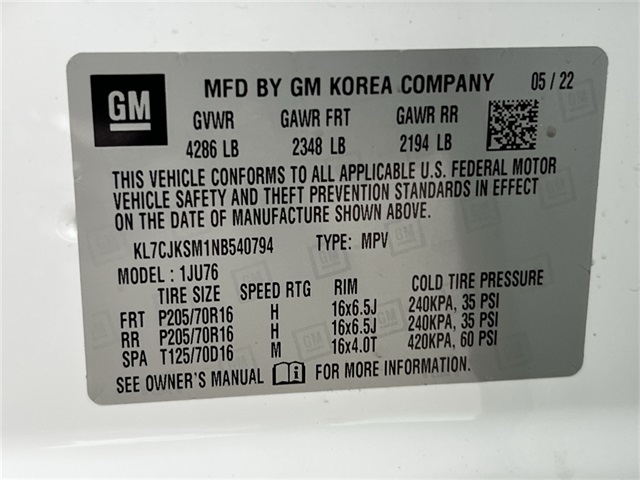 GM
MFD BY GM KOREA COMPANY 05 / 22
GVWR GAWR FRT GAWR RR
4286 LB 2348 LB 2194 LB
THIS VEHICLE CONFORMS TO ALL APPLICABLE U.S. FEDERAL MOTOR
VEHICLE SAFETY AND THEFT PREVENTION STANDARDS IN EFFECT
ON THE DATE OF MANUFACTURE SHOWN ABOVE.
KL7CJKSM1NB540794 TYPE: MPV
MODEL : 1JU76
TIRE SIZE SPEED RTG RIM COLD TIRE PRESSURE
FRT P205/70R16 H 16x6.5J 240KPA, 35 PSI
RR P205/70R16 H 16x6.5J 240KPA, 35 PSI
SPA T125/70D16 M 16x4.0T 420KPA, 60 PSI
SEE OWNER'S MANUAL FOR MORE INFORMATION.